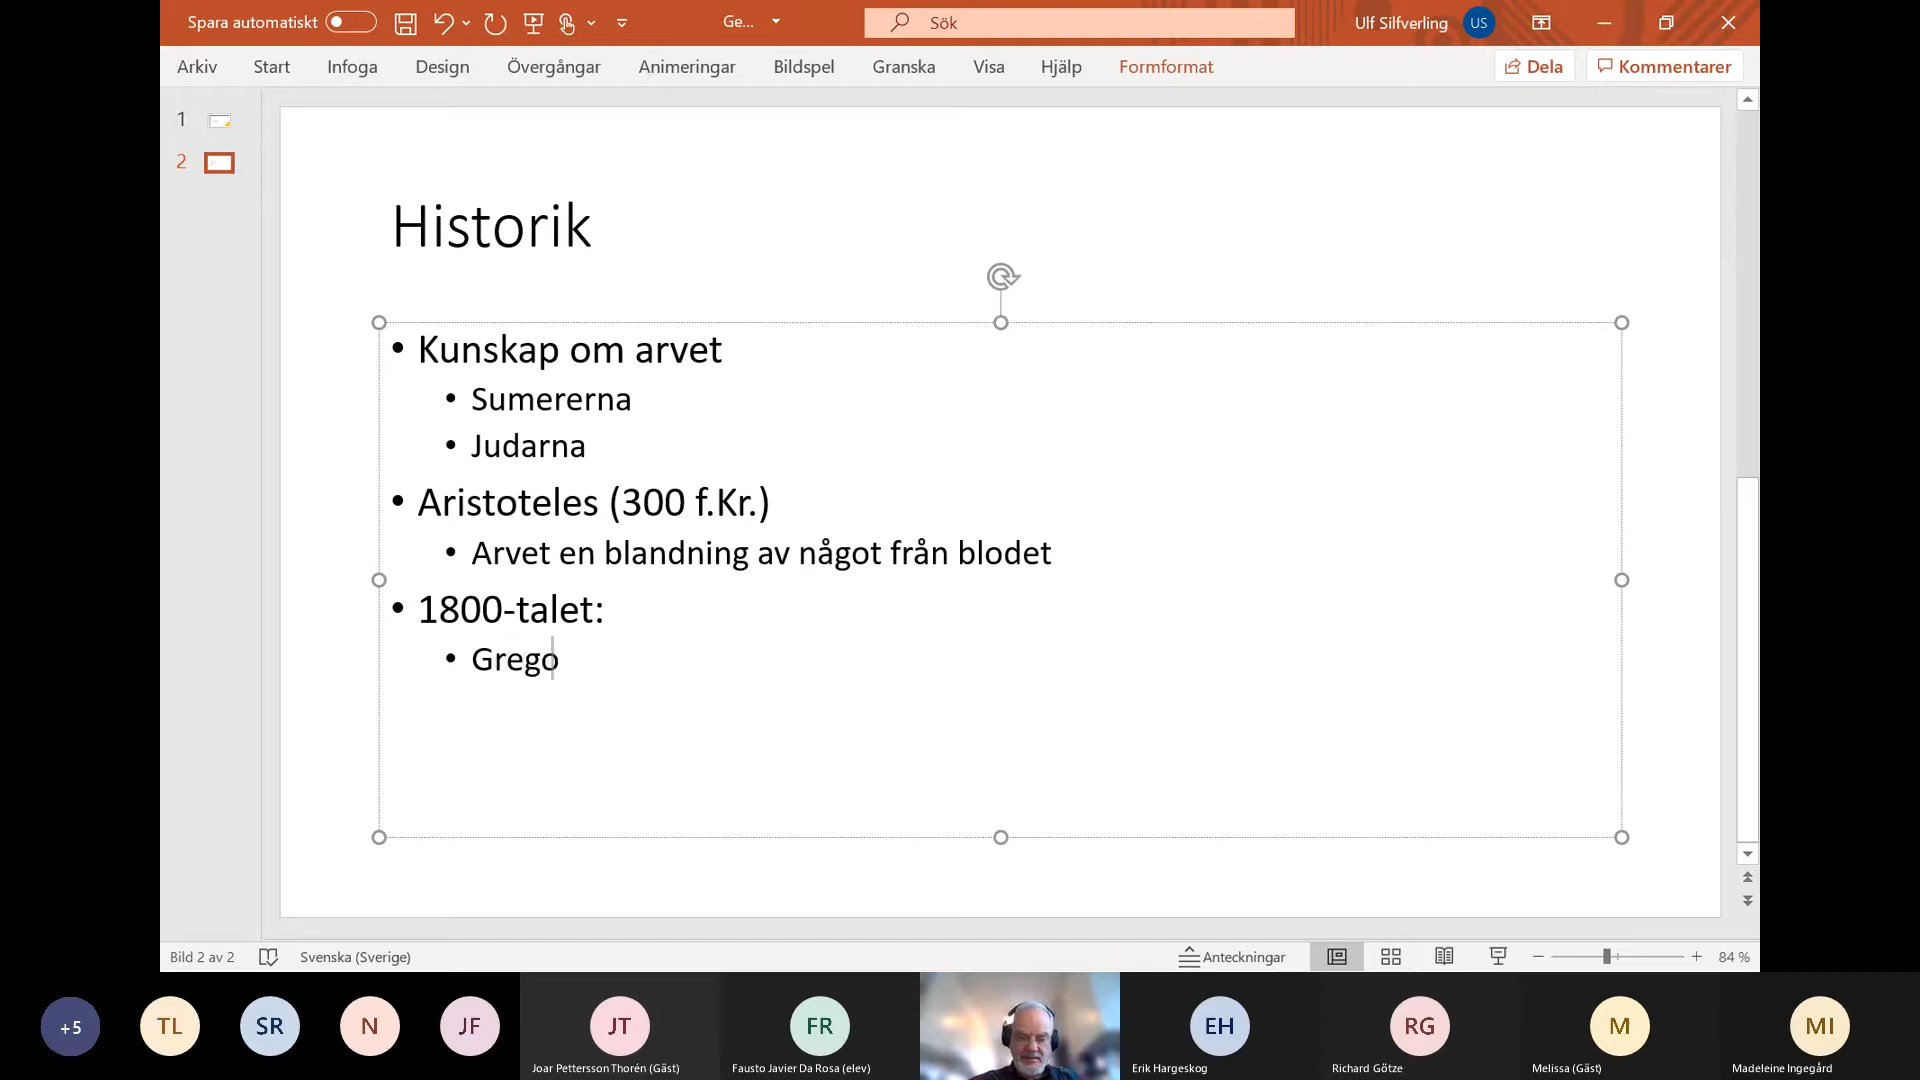 Spara automatiskt
Ge...
Sök
Ulf Silfverling
US
Arkiv
Start
Infoga
Design
Övergångar
Animeringar
Bildspel
Granska
Visa
Hjälp
Formformat
Dela
Kommentarer
1
2
Historik
• Kunskap om arvet
• Sumererna
• Judarna
• Aristoteles (300 f.Kr.)
• Arvet en blandning av något från blodet
• 1800-talet:
• Grego
Bild 2 av 2
Svenska (Sverige)
Anteckningar
84 %
+5
TL
SR
N
JF
JT
Joar Pettersson Thorén (Gäst)
FR
Fausto Javier Da Rosa (elev)
EH
Erik Hargeskog
RG
Richard Götze
M
Melissa (Gäst)
MI
Madeleine Ingegård